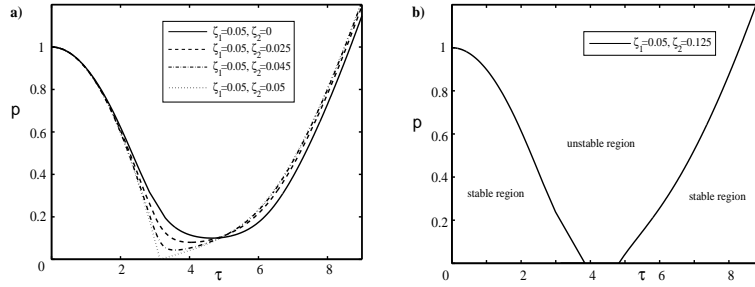 a)
ζ1=0.05, ζ2=0
ζ1=0.05, ζ2=0.025
ζ1=0.05, ζ2=0.045
ζ1=0.05, ζ2=0.05
1
0.8
0.6
0.4
0.2
0
p
2
4
6
8
τ
b)
ζ1=0.05, ζ2=0.125
1
0.8
0.6
0.4
0.2
0
p
unstable region
stable region
stable region
0
2
4
6
8
τ